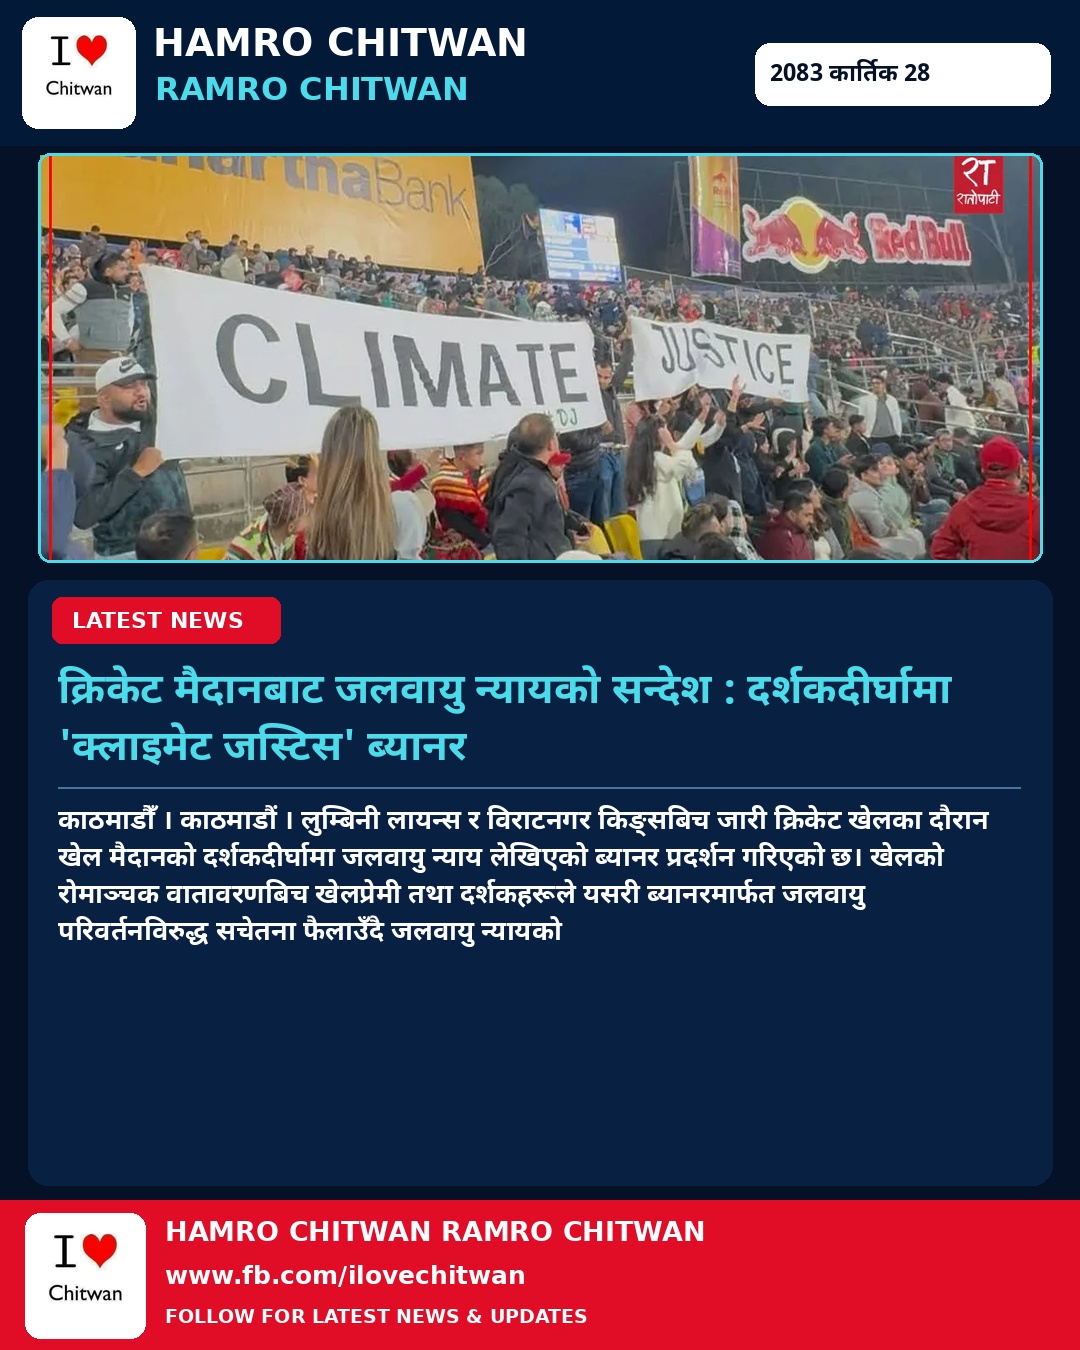 I ❤ Chitwan
HAMRO CHITWAN
RAMRO CHITWAN
2083 कार्तिक 28
Bank
Red Bull
रा
रातोपाटी
CLIMATE
DJ
JUSTICE
LATEST NEWS
क्रिकेट मैदानबाट जलवायु न्यायको सन्देश : दर्शकदीर्घामा
'क्लाइमेट जस्टिस' ब्यानर
काठमाडौँ । काठमाडौं । लुम्बिनी लायन्स र विराटनगर किङ्सबिच जारी क्रिकेट खेलका दौरान
खेल मैदानको दर्शकदीर्घामा जलवायु न्याय लेखिएको ब्यानर प्रदर्शन गरिएको छ। खेलको
रोमाञ्चक वातावरणबिच खेलप्रेमी तथा दर्शकहरूले यसरी ब्यानरमार्फत जलवायु
परिवर्तनविरुद्ध सचेतना फैलाउँदै जलवायु न्यायको
I ❤ Chitwan
HAMRO CHITWAN RAMRO CHITWAN
www.fb.com/ilovechitwan
FOLLOW FOR LATEST NEWS & UPDATES